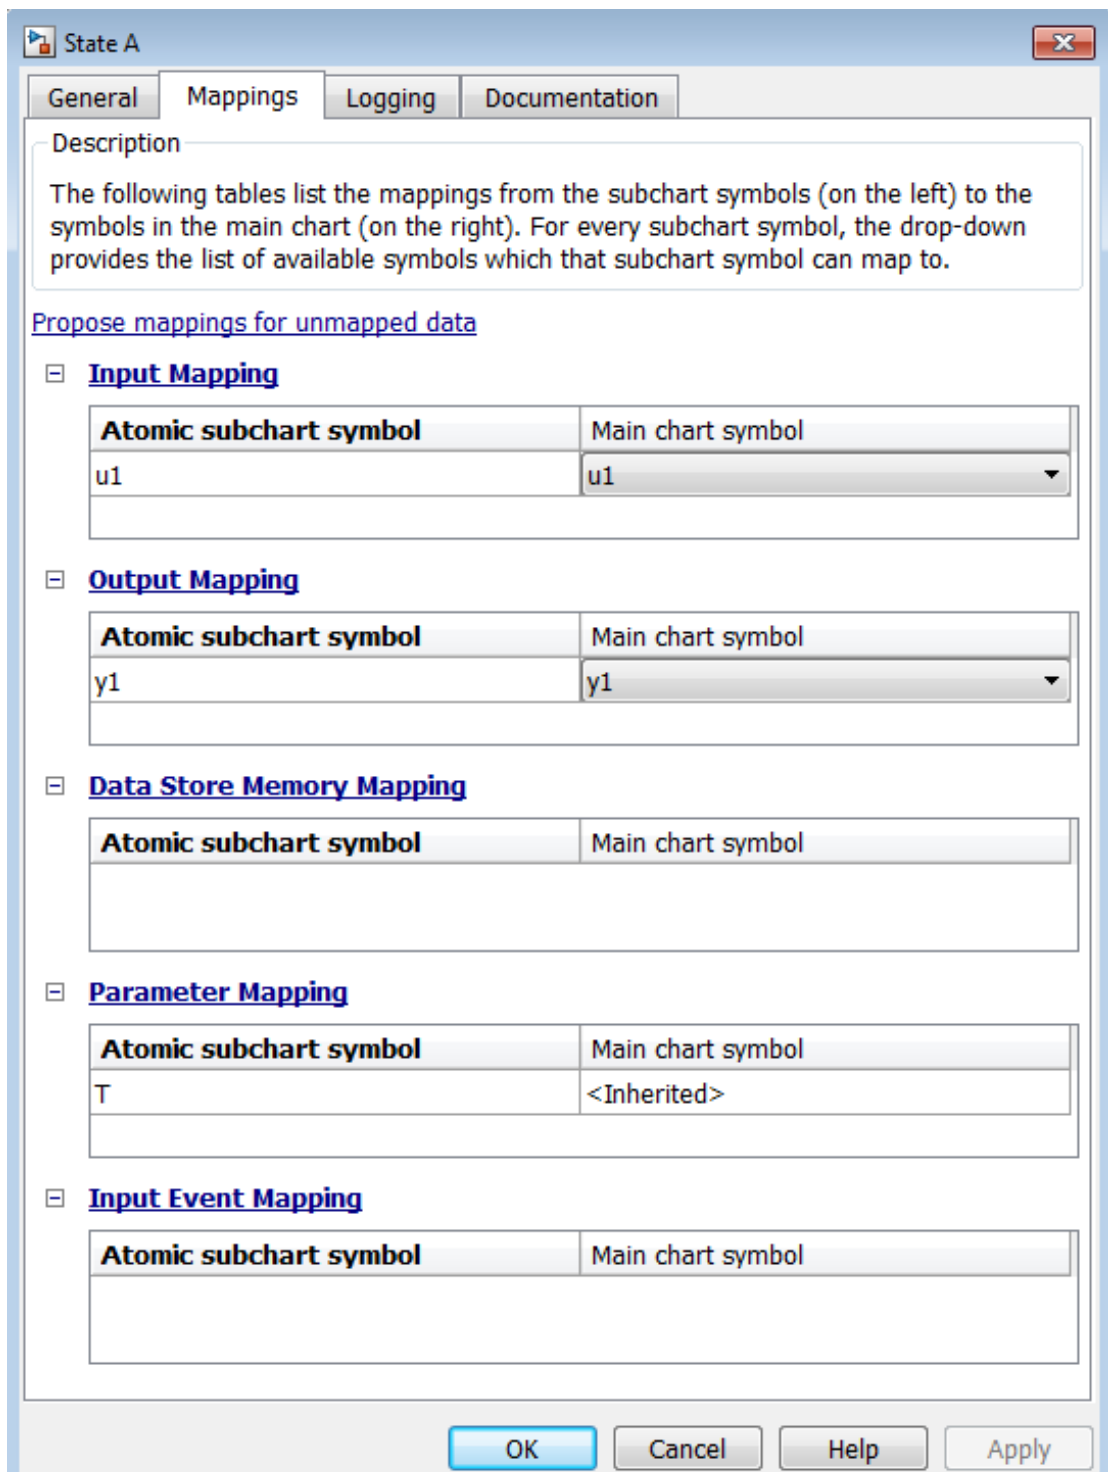 State A
General Mappings Logging Documentation
Description
The following tables list the mappings from the subchart symbols (on the left) to the
symbols in the main chart (on the right). For every subchart symbol, the drop-down
provides the list of available symbols which that subchart symbol can map to.
Propose mappings for unmapped data
Input Mapping
Atomic subchart symbol Main chart symbol
u1 u1
Output Mapping
Atomic subchart symbol Main chart symbol
y1 y1
Data Store Memory Mapping
Atomic subchart symbol Main chart symbol
Parameter Mapping
Atomic subchart symbol Main chart symbol
T <Inherited>
Input Event Mapping
Atomic subchart symbol Main chart symbol
OK Cancel Help Apply